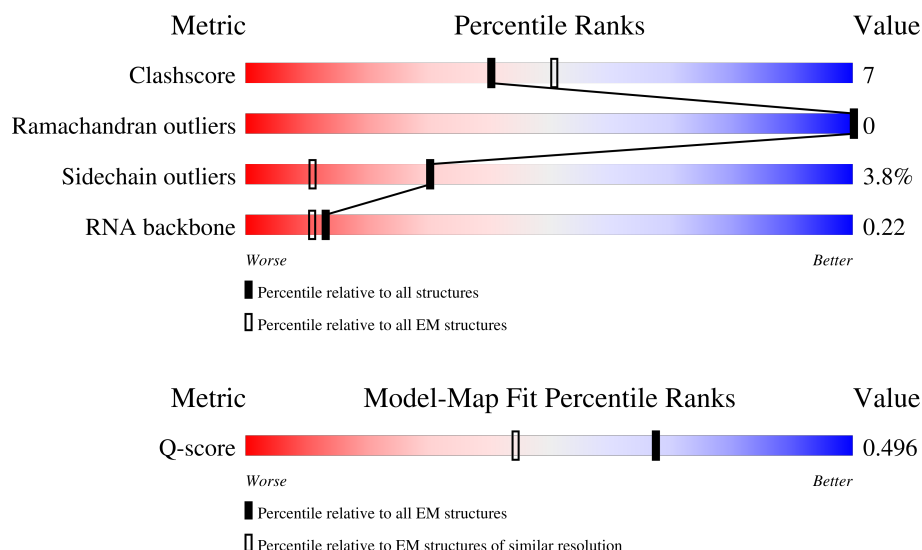 Metric Percentile Ranks Value
Clashscore 7
Ramachandran outliers 0
Sidechain outliers 3.8%
RNA backbone 0.22
Worse Better
Percentile relative to all structures
Percentile relative to all EM structures
Metric Model-Map Fit Percentile Ranks Value
Q-score 0.496
Worse Better
Percentile relative to all EM structures
Percentile relative to EM structures of similar resolution